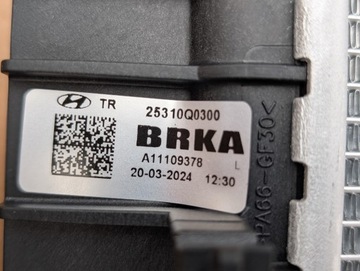 TR 25310Q0300
BRKA
A11109378 L
20-03-2024 12:30
>PA66-GF30<